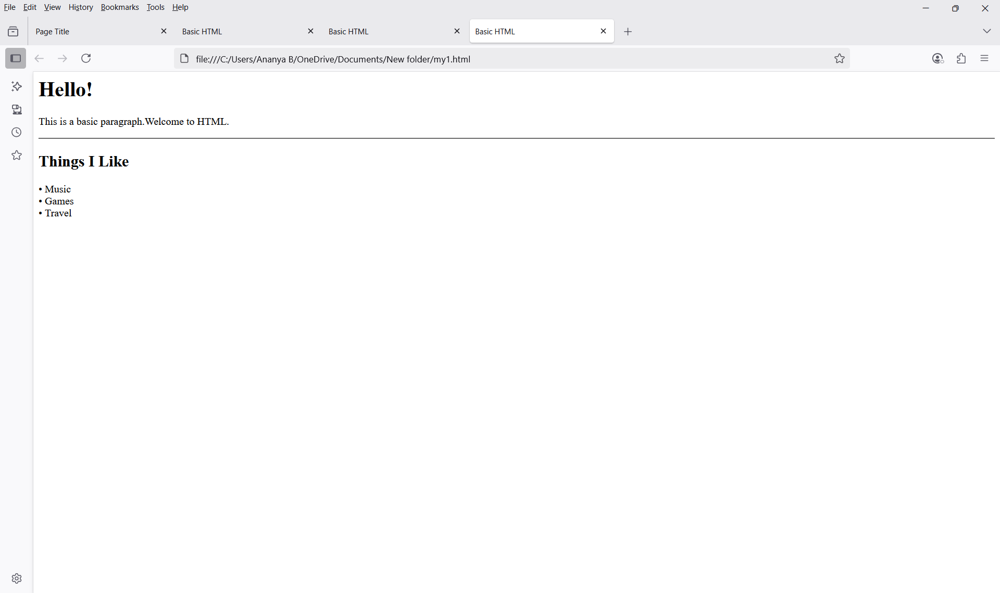 File Edit View History Bookmarks Tools Help
Page Title Basic HTML Basic HTML Basic HTML
file:///C:/Users/Ananya B/OneDrive/Documents/New folder/my1.html
Hello!
This is a basic paragraph.Welcome to HTML.
Things I Like
• Music
• Games
• Travel